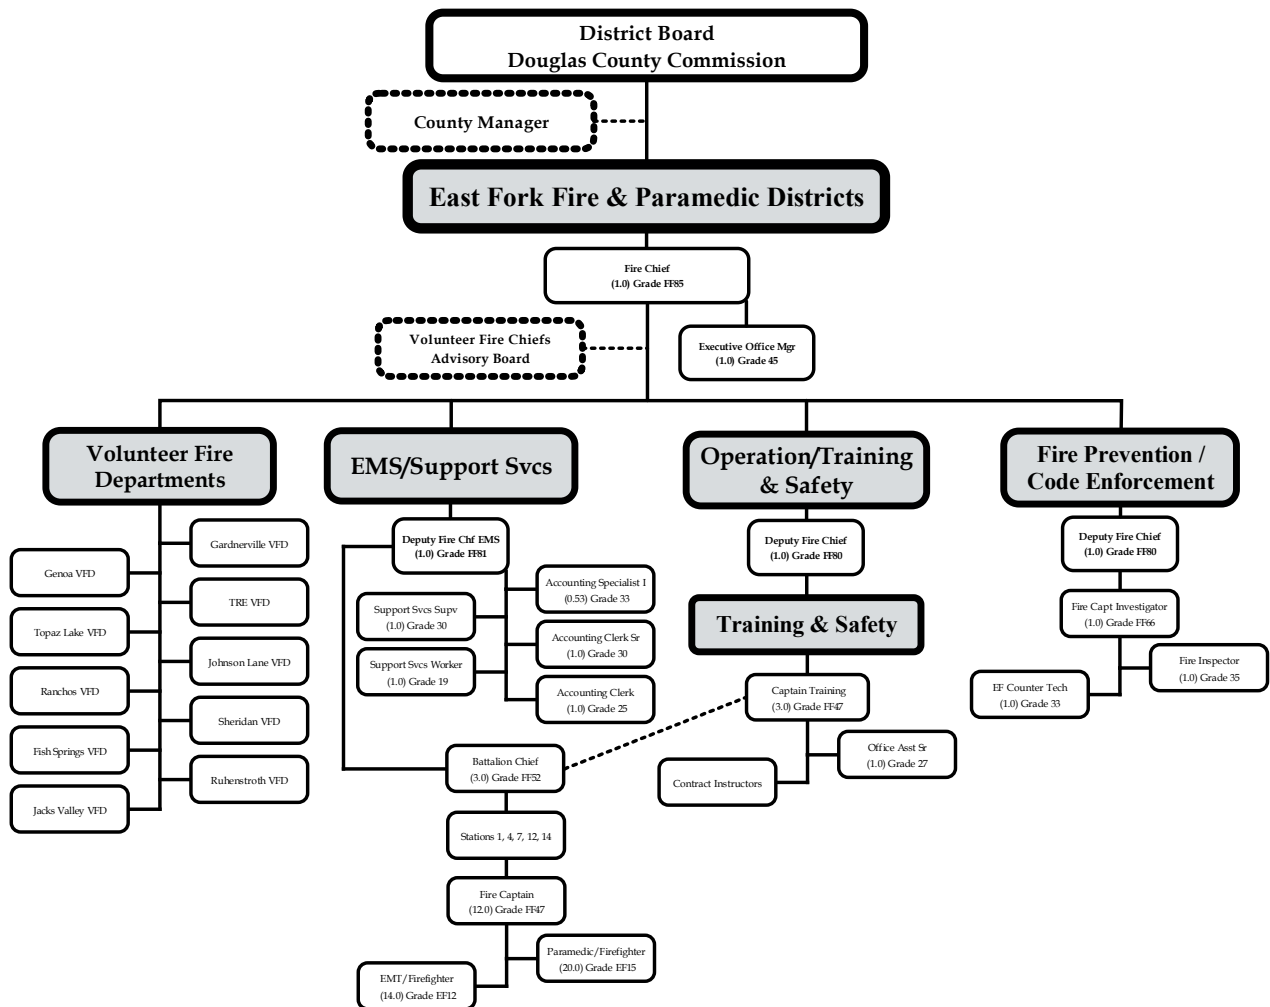 District Board
Douglas County Commission
County Manager
East Fork Fire & Paramedic Districts
Fire Chief
(1.0) Grade FF85
Volunteer Fire Chiefs
Advisory Board
Executive Office Mgr
(1.0) Grade 45
Volunteer Fire
Departments
Gardnerville VFD
Genoa VFD
TRE VFD
Topaz Lake VFD
Johnson Lane VFD
Ranchos VFD
Sheridan VFD
Fish Springs VFD
Ruhenstroth VFD
Jacks Valley VFD
EMS/Support Svcs
Deputy Fire Chf EMS
(1.0) Grade FF81
Accounting Specialist I
(0.53) Grade 33
Support Svcs Supv
(1.0) Grade 30
Accounting Clerk Sr
(1.0) Grade 30
Support Svcs Worker
(1.0) Grade 19
Accounting Clerk
(1.0) Grade 25
Battalion Chief
(3.0) Grade FF52
Stations 1, 4, 7, 12, 14
Fire Captain
(12.0) Grade FF47
Paramedic/Firefighter
(20.0) Grade EF15
EMT/Firefighter
(14.0) Grade EF12
Operation/Training
& Safety
Deputy Fire Chief
(1.0) Grade FF80
Training & Safety
Captain Training
(3.0) Grade FF47
Office Asst Sr
(1.0) Grade 27
Contract Instructors
Fire Prevention /
Code Enforcement
Deputy Fire Chief
(1.0) Grade FF80
Fire Capt Investigator
(1.0) Grade FF66
Fire Inspector
(1.0) Grade 35
EF Counter Tech
(1.0) Grade 33